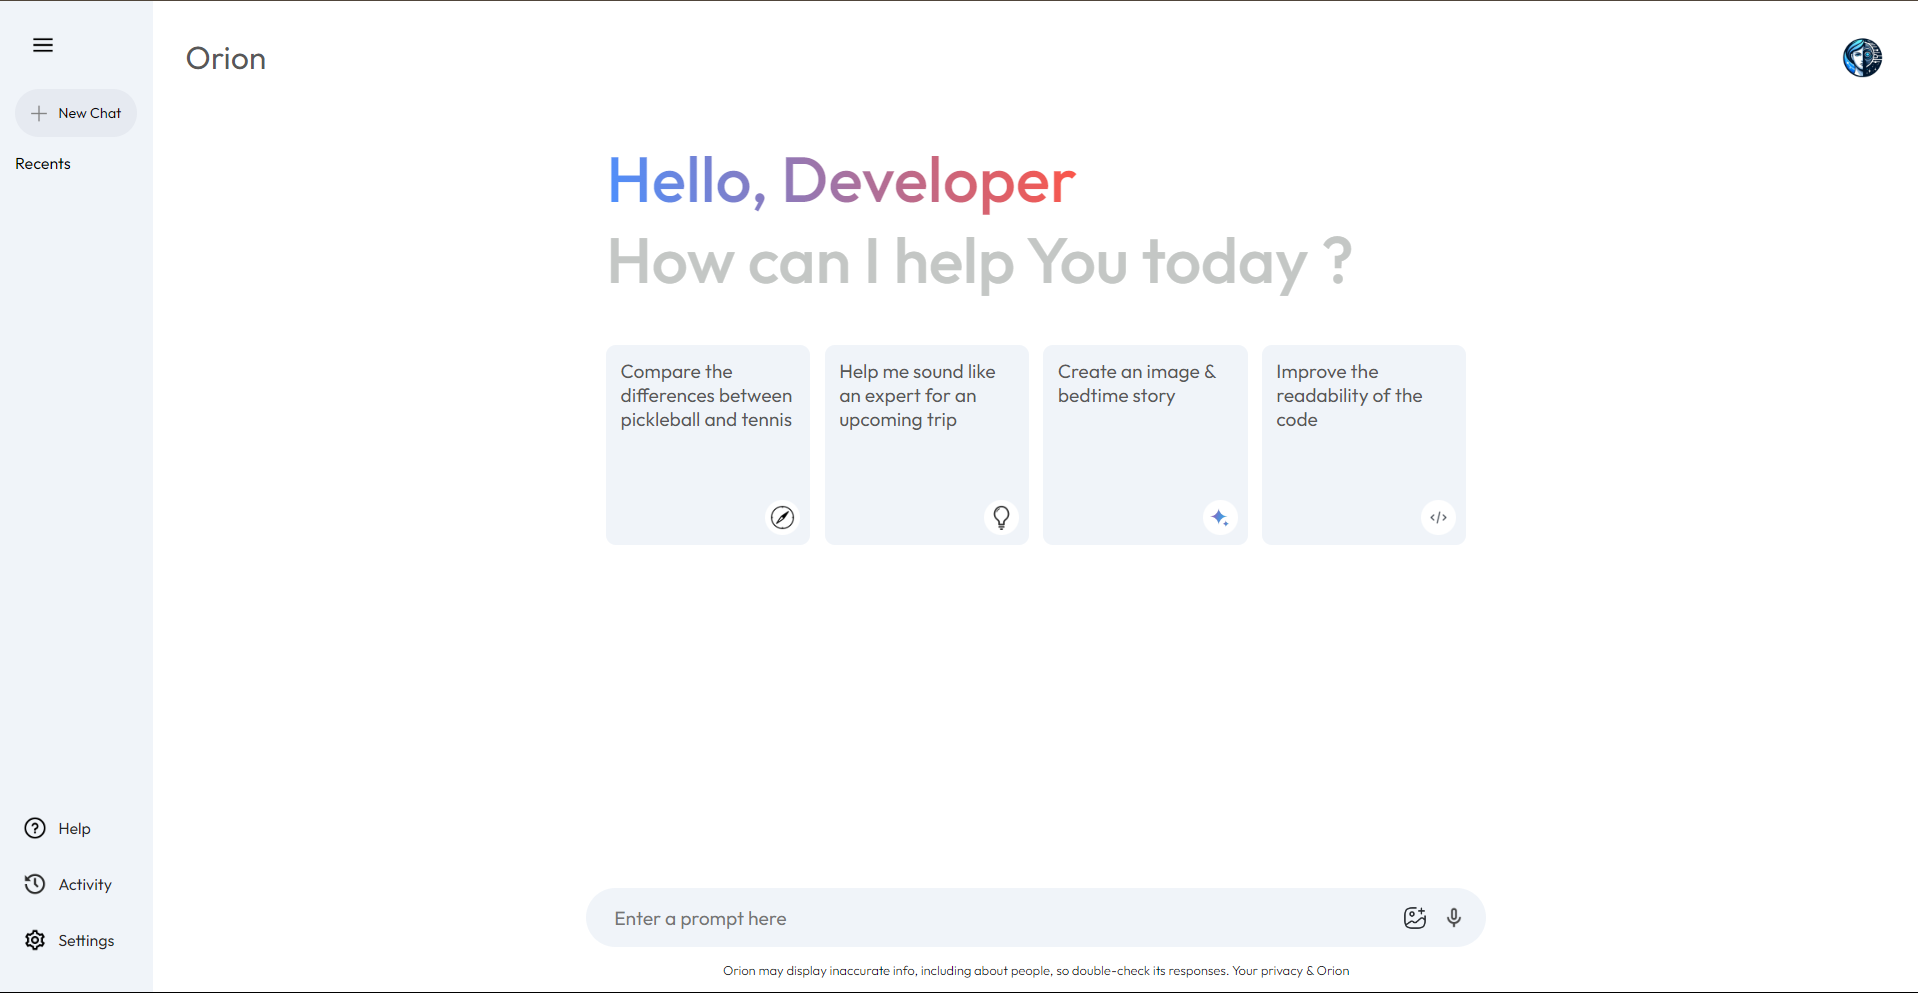 Orion
New Chat
Recents
Hello, Developer
How can I help You today ?
Compare the
differences between
pickleball and tennis
Help me sound like
an expert for an
upcoming trip
Create an image &
bedtime story
Improve the
readability of the
code
Help
Activity
Settings
Enter a prompt here
Orion may display inaccurate info, including about people, so double-check its responses. Your privacy & Orion